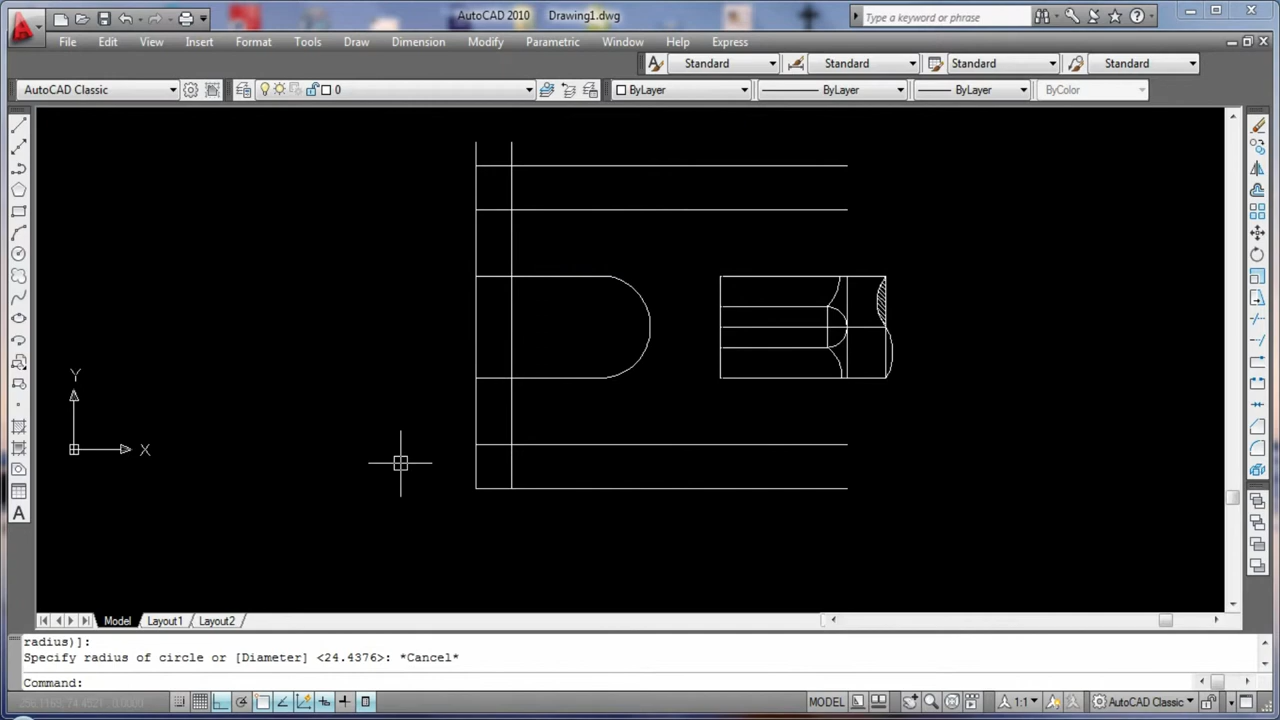 AutoCAD 2010 Drawing1.dwg
Type a keyword or phrase
File Edit View Insert Format Tools Draw Dimension Modify Parametric Window Help Express
Standard Standard Standard Standard
AutoCAD Classic 0 ByLayer ByLayer ByLayer ByColor
Y
X
A
Model Layout1 Layout2
radius)]:
Specify radius of circle or [Diameter] <24.4376>: *Cancel*
Command:
MODEL 1:1 AutoCAD Classic